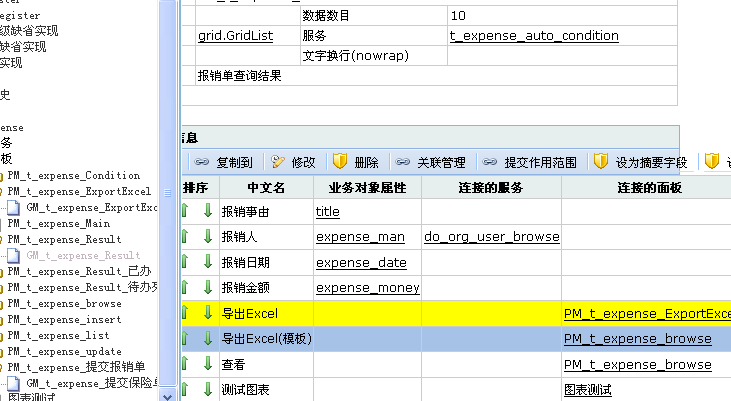 egister
数据数目 10
级缺省实现
缺省实现
实现
grid.GridList 服务 t_expense_auto_condition
文字换行(nowrap)
报销单查询结果
史
ense
务
板
信息
复制到 修改 删除 关联管理 提交作用范围 设为摘要字段
排序 中文名 业务对象属性 连接的服务 连接的面板
报销事由 title
报销人 expense_man do_org_user_browse
报销日期 expense_date
报销金额 expense_money
导出Excel PM_t_expense_ExportExce
导出Excel(模板) PM_t_expense_browse
查看 PM_t_expense_browse
测试图表 图表测试
PM_t_expense_Condition
PM_t_expense_ExportExcel
GM_t_expense_ExportExc
PM_t_expense_Main
PM_t_expense_Result
GM_t_expense_Result
PM_t_expense_Result_已办
PM_t_expense_Result_待办列
PM_t_expense_browse
PM_t_expense_insert
PM_t_expense_list
PM_t_expense_update
PM_t_expense_提交报销单
GM_t_expense_提交保险单
图表测试